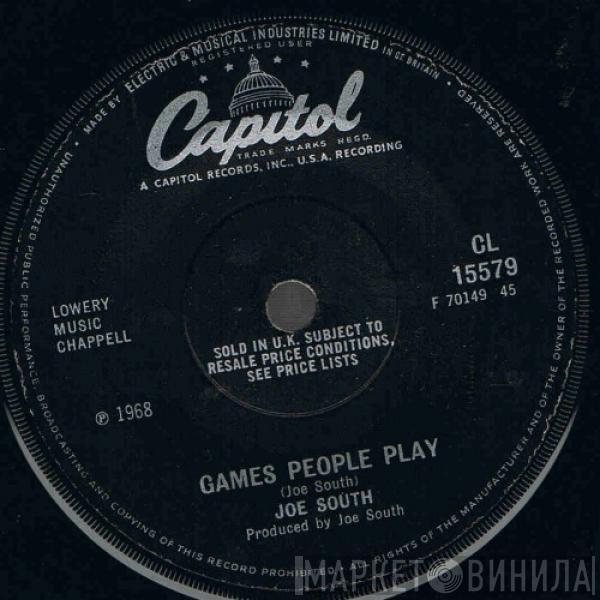 MADE BY ELECTRIC & MUSICAL INDUSTRIES LIMITED IN GT BRITAIN • ALL RIGHTS OF THE MANUFACTURER AND OF THE OWNER OF THE RECORDED WORK ARE RESERVED • UNAUTHORIZED PUBLIC PERFORMANCE, BROADCASTING AND COPYING OF THIS RECORD PROHIBITED •
REGISTERED USER
Capitol
TRADE MARKS REGD.
A CAPITOL RECORDS, INC., U.S.A. RECORDING
CL
15579
F 70149 45
LOWERY
MUSIC
CHAPPELL
SOLD IN U.K. SUBJECT TO
RESALE PRICE CONDITIONS,
SEE PRICE LISTS
℗ 1968
GAMES PEOPLE PLAY
(Joe South)
JOE SOUTH
Produced by Joe South
МАРКЕТ ВИНИЛА